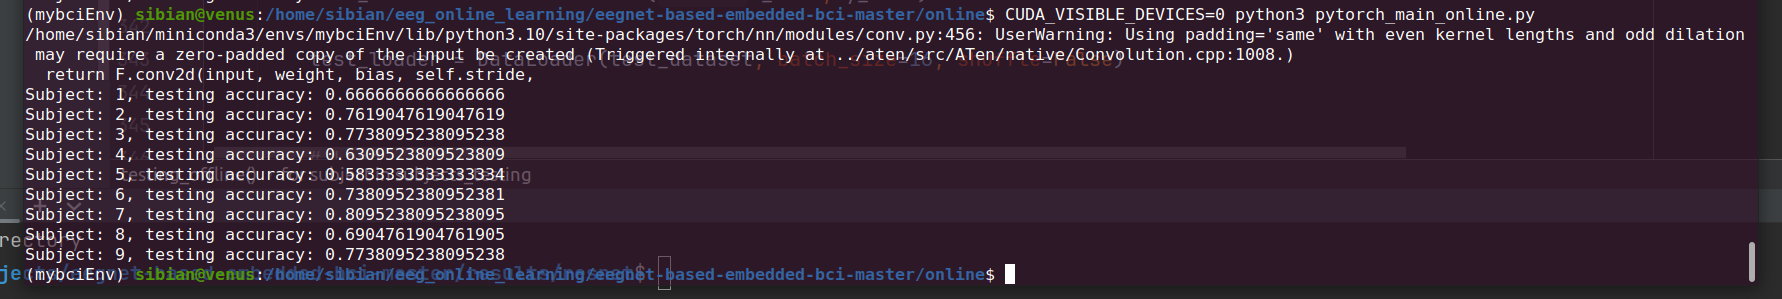 (mybciEnv) sibian@venus:/home/sibian/eeg_online_learning/eegnet-based-embedded-bci-master/online$ CUDA_VISIBLE_DEVICES=0 python3 pytorch_main_online.py
/home/sibian/miniconda3/envs/mybciEnv/lib/python3.10/site-packages/torch/nn/modules/conv.py:456: UserWarning: Using padding='same' with even kernel lengths and odd dilation
may require a zero-padded copy of the input be created (Triggered internally at ../aten/src/ATen/native/Convolution.cpp:1008.)
return F.conv2d(input, weight, bias, self.stride,
Subject: 1, testing accuracy: 0.6666666666666666
Subject: 2, testing accuracy: 0.7619047619047619
Subject: 3, testing accuracy: 0.7738095238095238
Subject: 4, testing accuracy: 0.6309523809523809
Subject: 5, testing accuracy: 0.5833333333333334
Subject: 6, testing accuracy: 0.7380952380952381
Subject: 7, testing accuracy: 0.8095238095238095
Subject: 8, testing accuracy: 0.6904761904761905
Subject: 9, testing accuracy: 0.7738095238095238
(mybciEnv) sibian@venus:/home/sibian/eeg_online_learning/eegnet-based-embedded-bci-master/online$